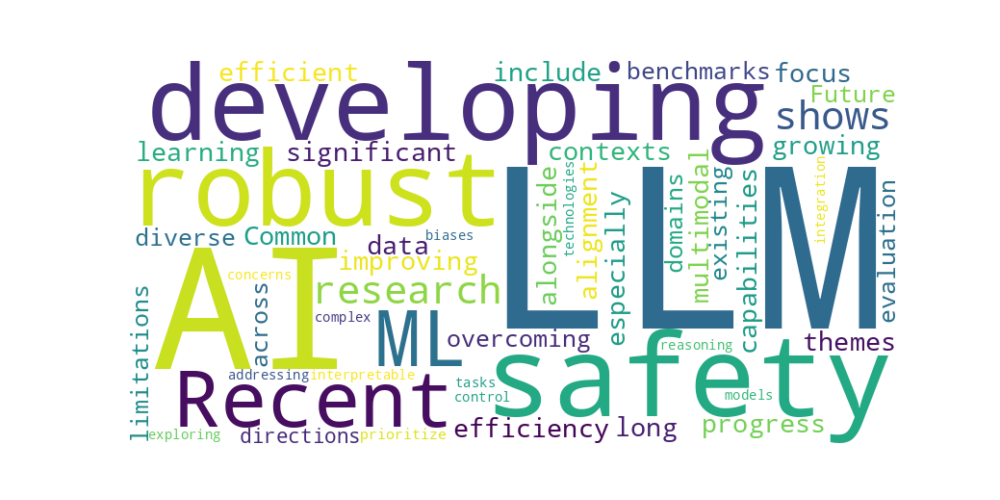 efficient
include
benchmarks
focus
developing
Future
shows
learning
significant
contexts
growing
robust
LLM
diverse
Common
data
biases
improving
alongside
technologies
alignment
especially
domains
multimodal
existing
capabilities
integration
evaluation
AI
concerns
research
limitations
across
complex
ML
overcoming
reasoning
themes
safety
Recent
addressing
interpretable
tasks
control
models
exploring
directions
prioritize
efficiency
long
progress